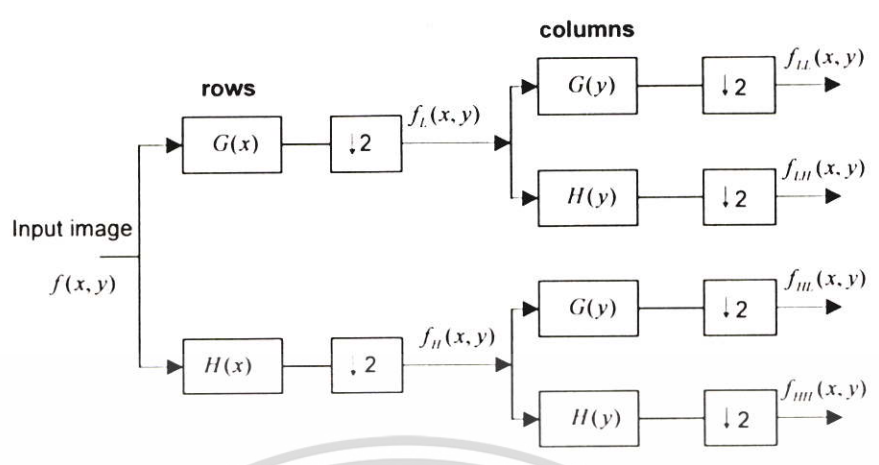 columns
rows
G(x)
↓2
f_L(x, y)
G(y)
↓2
f_LL(x, y)
H(y)
↓2
f_LH(x, y)
Input image
f(x, y)
H(x)
↓2
f_H(x, y)
G(y)
↓2
f_HL(x, y)
H(y)
↓2
f_HH(x, y)